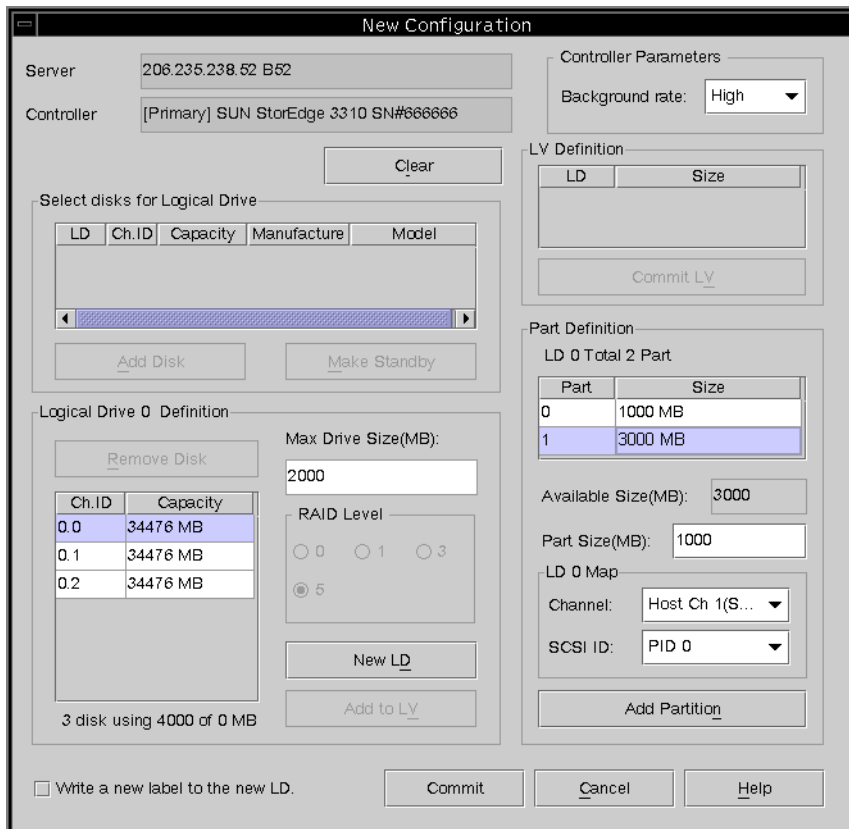 New Configuration
Server
206.235.238.52 B52
Controller
[Primary] SUN StorEdge 3310 SN#666666
Controller Parameters
Background rate: High
Clear
Select disks for Logical Drive
LD Ch.ID Capacity Manufacture Model
Add Disk
Make Standby
LV Definition
LD Size
Commit LV
Logical Drive 0 Definition
Remove Disk
Ch.ID Capacity
0.0 34476 MB
0.1 34476 MB
0.2 34476 MB
3 disk using 4000 of 0 MB
Max Drive Size(MB):
2000
RAID Level
0 1 3
5
New LD
Add to LV
Part Definition
LD 0 Total 2 Part
Part Size
0 1000 MB
1 3000 MB
Available Size(MB): 3000
Part Size(MB): 1000
LD 0 Map
Channel: Host Ch 1(S...
SCSI ID: PID 0
Add Partition
Write a new label to the new LD.
Commit
Cancel
Help